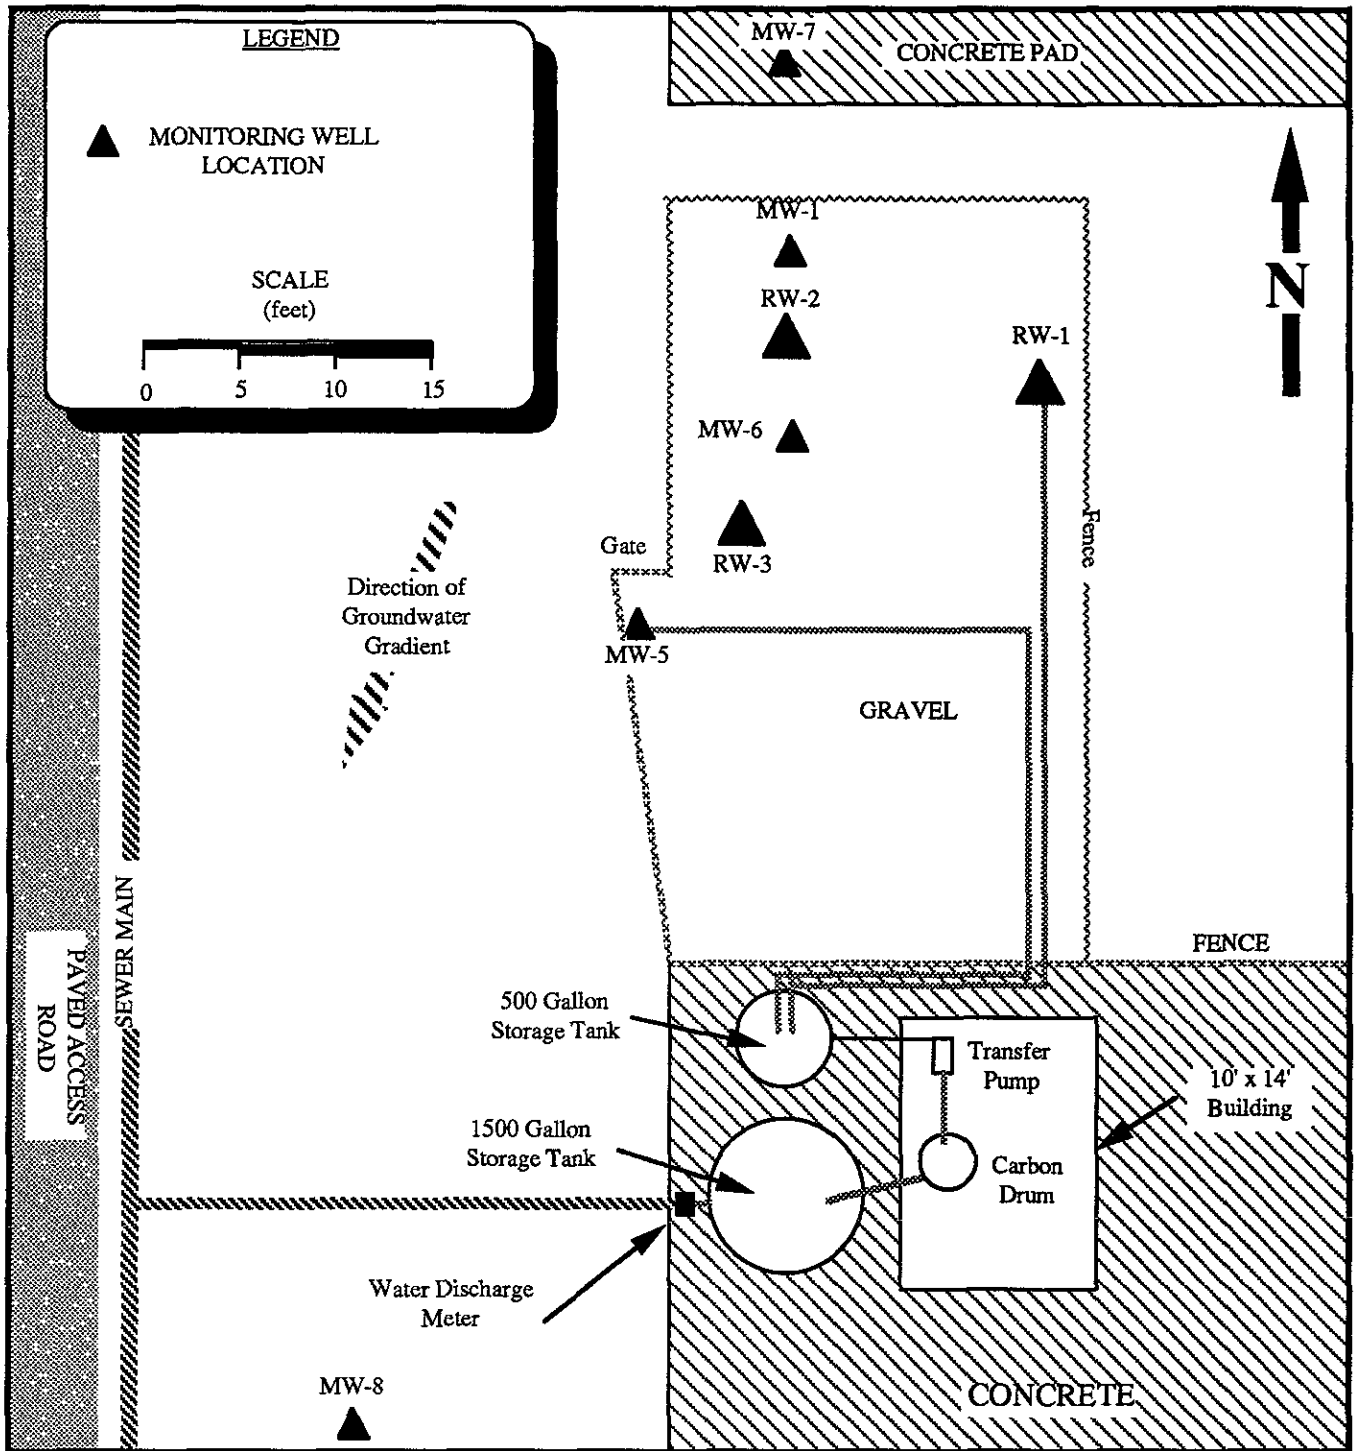 LEGEND
MONITORING WELL
LOCATION
SCALE
(feet)
0 5 10 15
MW-7
CONCRETE PAD
N
MW-1
RW-2
RW-1
MW-6
RW-3
Fence
Gate
Direction of
Groundwater
Gradient
MW-5
GRAVEL
SEWER MAIN
PAVED ACCESS
ROAD
FENCE
500 Gallon
Storage Tank
Transfer
Pump
10' x 14'
Building
1500 Gallon
Storage Tank
Carbon
Drum
Water Discharge
Meter
MW-8
CONCRETE